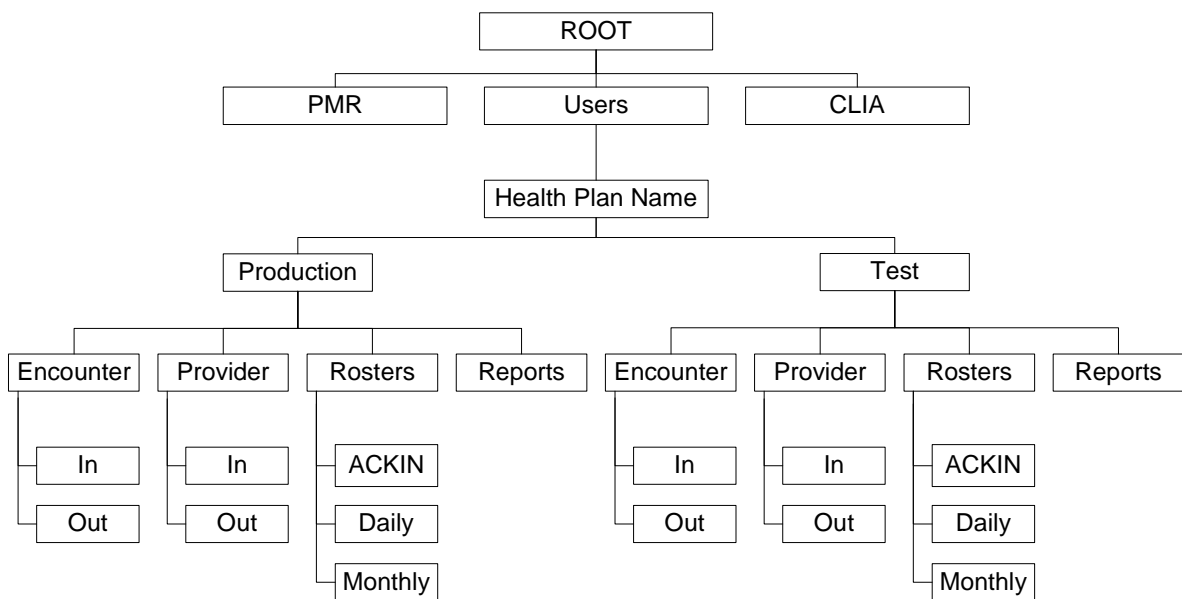 ROOT
PMR
Users
CLIA
Health Plan Name
Production
Test
Encounter
Provider
Rosters
Reports
Encounter
Provider
Rosters
Reports
In
In
ACKIN
In
In
ACKIN
Out
Out
Daily
Out
Out
Daily
Monthly
Monthly